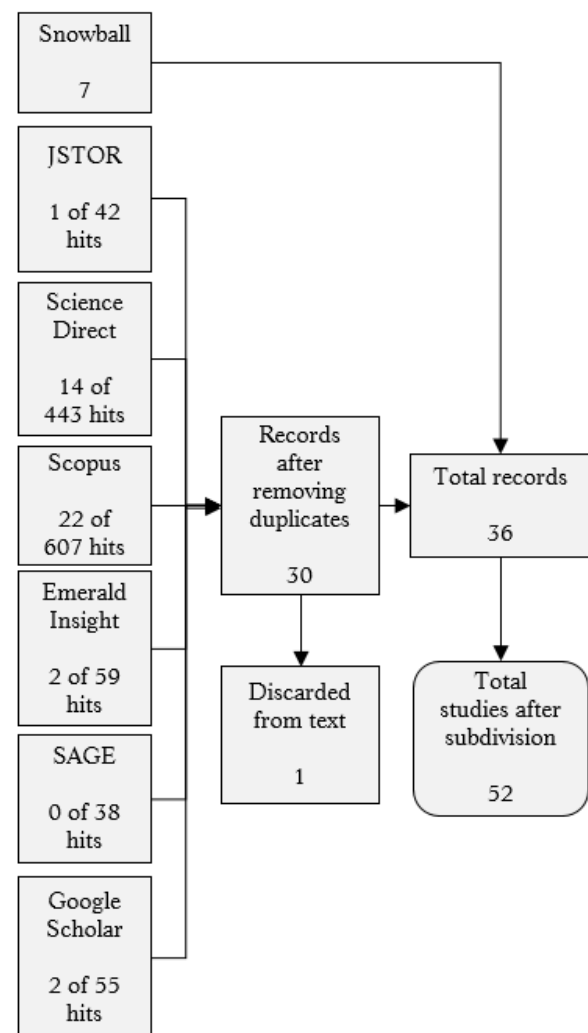 Snowball
7
JSTOR
1 of 42
hits
Science
Direct
14 of
443 hits
Scopus
22 of
607 hits
Emerald
Insight
2 of 59
hits
SAGE
0 of 38
hits
Google
Scholar
2 of 55
hits
Records
after
removing
duplicates
30
Discarded
from text
1
Total records
36
Total
studies after
subdivision
52